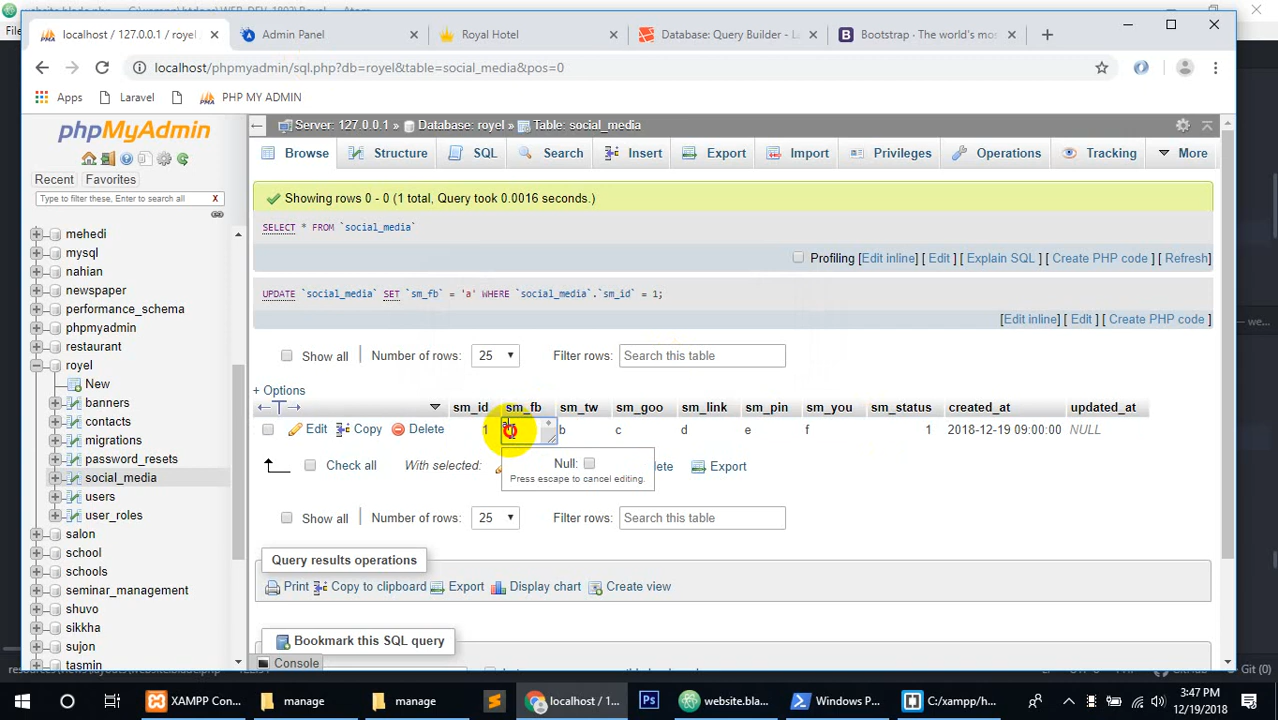 localhost / 127.0.0.1 / royel
Admin Panel
Royal Hotel
Database: Query Builder - La
Bootstrap · The world's mos
localhost/phpmyadmin/sql.php?db=royel&table=social_media&pos=0
Apps
Laravel
PHP MY ADMIN
phpMyAdmin
Recent
Favorites
Type to filter these, Enter to search all
X
mehedi
mysql
nahian
newspaper
performance_schema
phpmyadmin
restaurant
royel
New
banners
contacts
migrations
password_resets
social_media
users
user_roles
salon
school
schools
seminar_management
shuvo
sikkha
sujon
tasmin
Server: 127.0.0.1 » Database: royel » Table: social_media
Browse Structure SQL Search Insert Export Import Privileges Operations Tracking More
Showing rows 0 - 0 (1 total, Query took 0.0016 seconds.)
SELECT * FROM `social_media`
Profiling [Edit inline] [ Edit ] [ Explain SQL ] [ Create PHP code ] [ Refresh]
UPDATE `social_media` SET `sm_fb` = 'a' WHERE `social_media`.`sm_id` = 1;
[Edit inline] [ Edit ] [ Create PHP code ]
Show all Number of rows: 25 Filter rows: Search this table
+ Options
sm_id sm_fb sm_tw sm_goo sm_link sm_pin sm_you sm_status created_at updated_at
Edit Copy Delete 1 b c d e f 1 2018-12-19 09:00:00 NULL
Check all With selected: Export
Null:
Press escape to cancel editing.
Show all Number of rows: 25 Filter rows: Search this table
Query results operations
Print Copy to clipboard Export Display chart Create view
Bookmark this SQL query
Console
XAMPP Con...
manage
manage
localhost / 1...
Ps
website.bla...
Windows P...
C:/xampp/h...
3:47 PM
12/19/2018
Git (0)